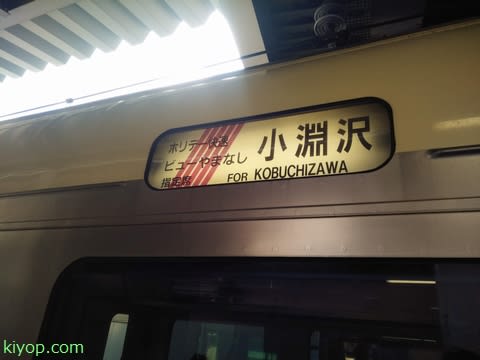 ホリデー快速
ビューやまなし
指定席
小淵沢
FOR KOBUCHIZAWA
kiyop.com